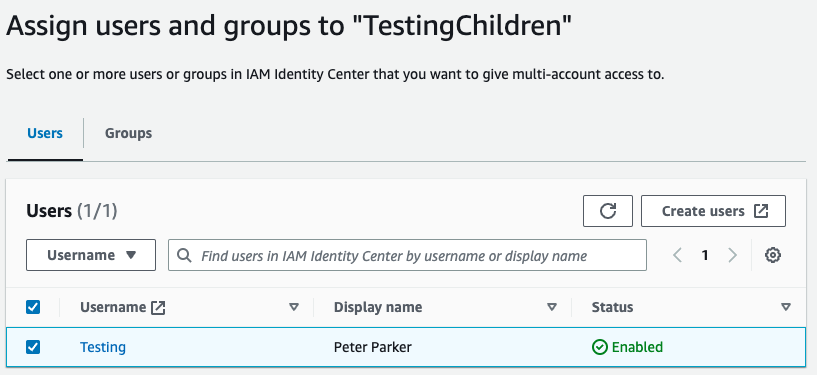 Assign users and groups to "TestingChildren"
Select one or more users or groups in IAM Identity Center that you want to give multi-account access to.
Users Groups
Users (1/1) Create users
Username Find users in IAM Identity Center by username or display name 1
Username Display name Status
Testing Peter Parker Enabled